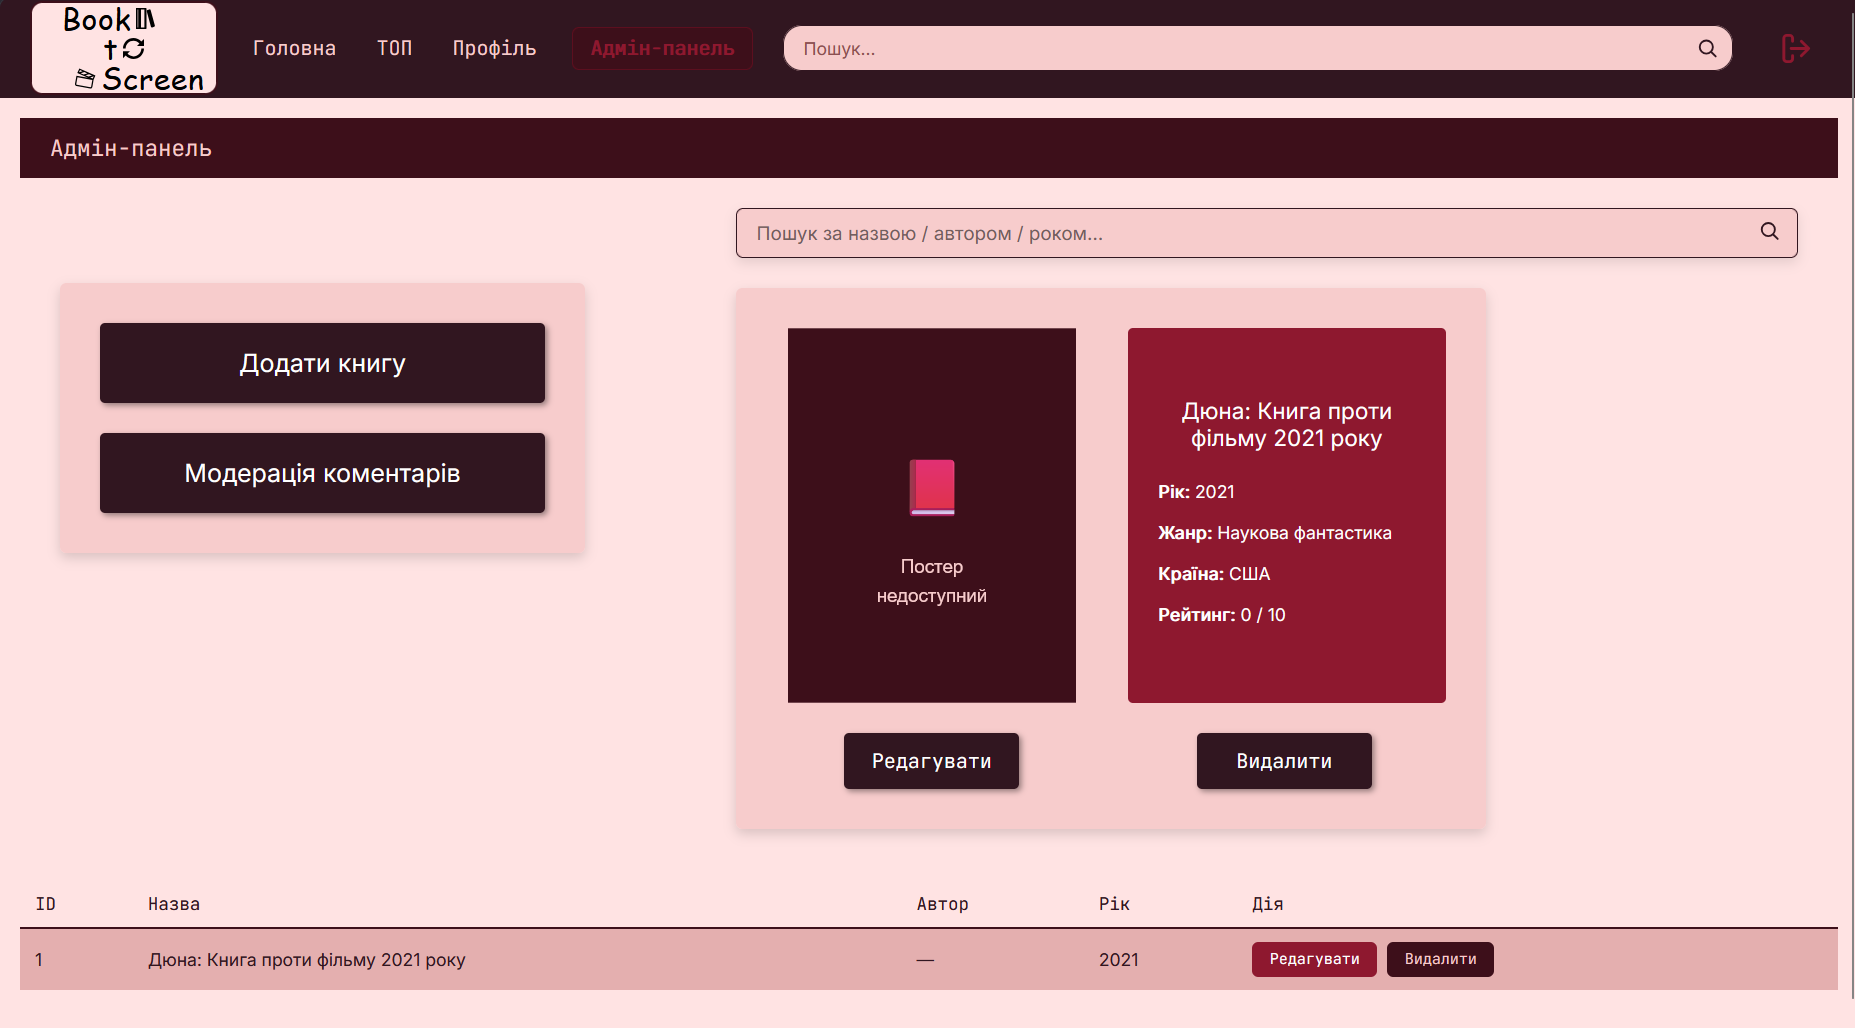 Book
t
Screen
Головна
ТОП
Профіль
Адмін-панель
Пошук...
Адмін-панель
Пошук за назвою / автором / роком...
Додати книгу
Модерація коментарів
Постер
недоступний
Дюна: Книга проти
фільму 2021 року
Рік: 2021
Жанр: Наукова фантастика
Країна: США
Рейтинг: 0 / 10
Редагувати
Видалити
ID Назва Автор Рік Дія
1 Дюна: Книга проти фільму 2021 року — 2021 Редагувати Видалити